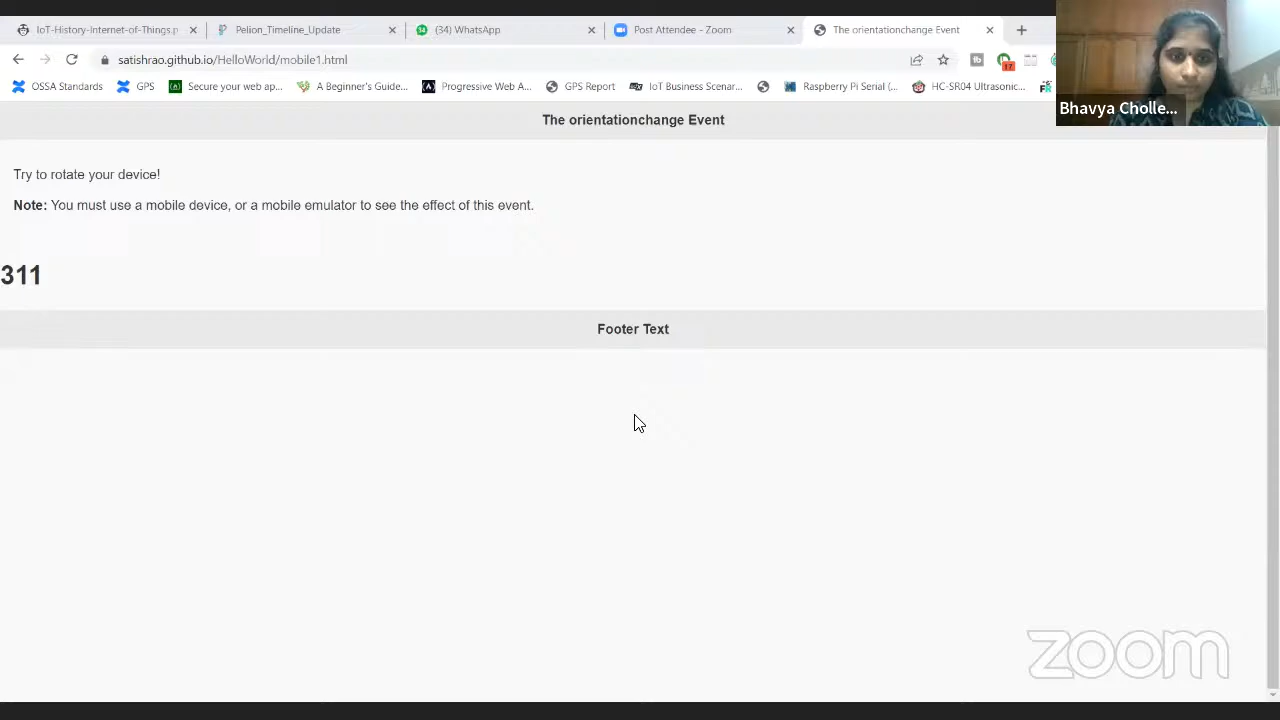 IoT-History-Internet-of-Things.p
Pelion_Timeline_Update
(34) WhatsApp
Post Attendee - Zoom
The orientationchange Event
satishrao.github.io/HelloWorld/mobile1.html
OSSA Standards
GPS
Secure your web ap...
A Beginner's Guide...
Progressive Web A...
GPS Report
IoT Business Scenar...
Raspberry Pi Serial (...
HC-SR04 Ultrasonic...
17
Bhavya Cholle...
The orientationchange Event
Try to rotate your device!
Note: You must use a mobile device, or a mobile emulator to see the effect of this event.
311
Footer Text
zoom